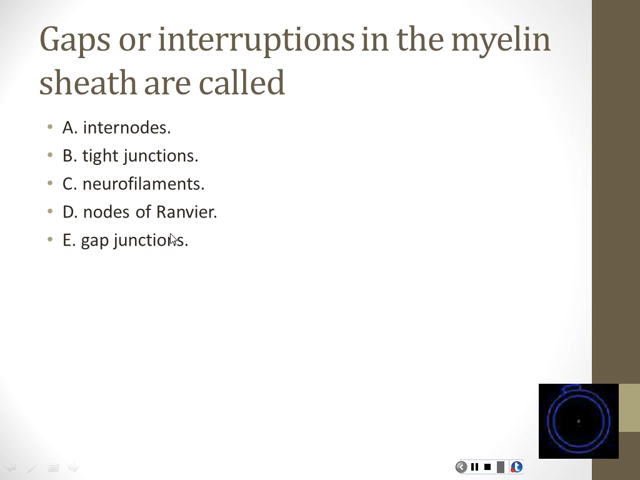 Gaps or interruptions in the myelin
sheath are called
• A. internodes.
• B. tight junctions.
• C. neurofilaments.
• D. nodes of Ranvier.
• E. gap junctions.